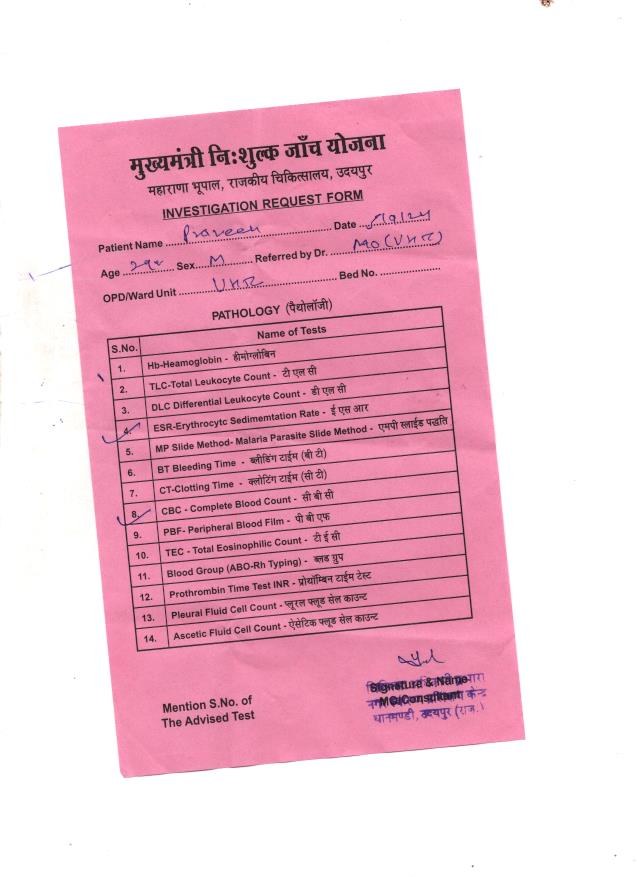 मुख्यमंत्री निःशुल्क जाँच योजना
महाराणा भूपाल, राजकीय चिकित्सालय, उदयपुर
INVESTIGATION REQUEST FORM
Patient Name Praveen Date
Age Sex M Referred by Dr. MO
OPD/Ward Unit Bed No.
PATHOLOGY (पैथोलॉजी)
S.No. Name of Tests
1. Hb-Heamoglobin - हीमोग्लोबिन
2. TLC-Total Leukocyte Count - टी एल सी
3. DLC Differential Leukocyte Count - डी एल सी
4. ESR-Erythrocytc Sedimemtation Rate - ई एस आर
5. MP Slide Method- Malaria Parasite Slide Method - एमपी स्लाईड पद्धति
6. BT Bleeding Time - ब्लीडिंग टाईम (बी टी)
7. CT-Clotting Time - क्लोटिंग टाईम (सी टी)
8. CBC - Complete Blood Count - सी बी सी
9. PBF- Peripheral Blood Film - पी बी एफ
10. TEC - Total Eosinophilic Count - टी ई सी
11. Blood Group (ABO-Rh Typing) - ब्लड ग्रुप
12. Prothrombin Time Test INR - प्रोथॉम्बिन टाईम टेस्ट
13. Pleural Fluid Cell Count - प्लूरल फ्लूड सेल काउन्ट
14. Ascetic Fluid Cell Count - ऐसेटिक फ्लूड सेल काउन्ट
Signature & Name
Mention S.No. of MO/Consultant
The Advised Test धानमण्डी, उदयपुर (राज.)